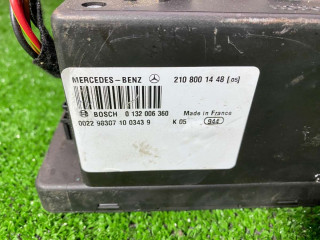 MERCEDES-BENZ 210 800 14 48 [05]
BOSCH 0 132 006 360 Made in France
0022 98307 10 0343 9 K 05 944